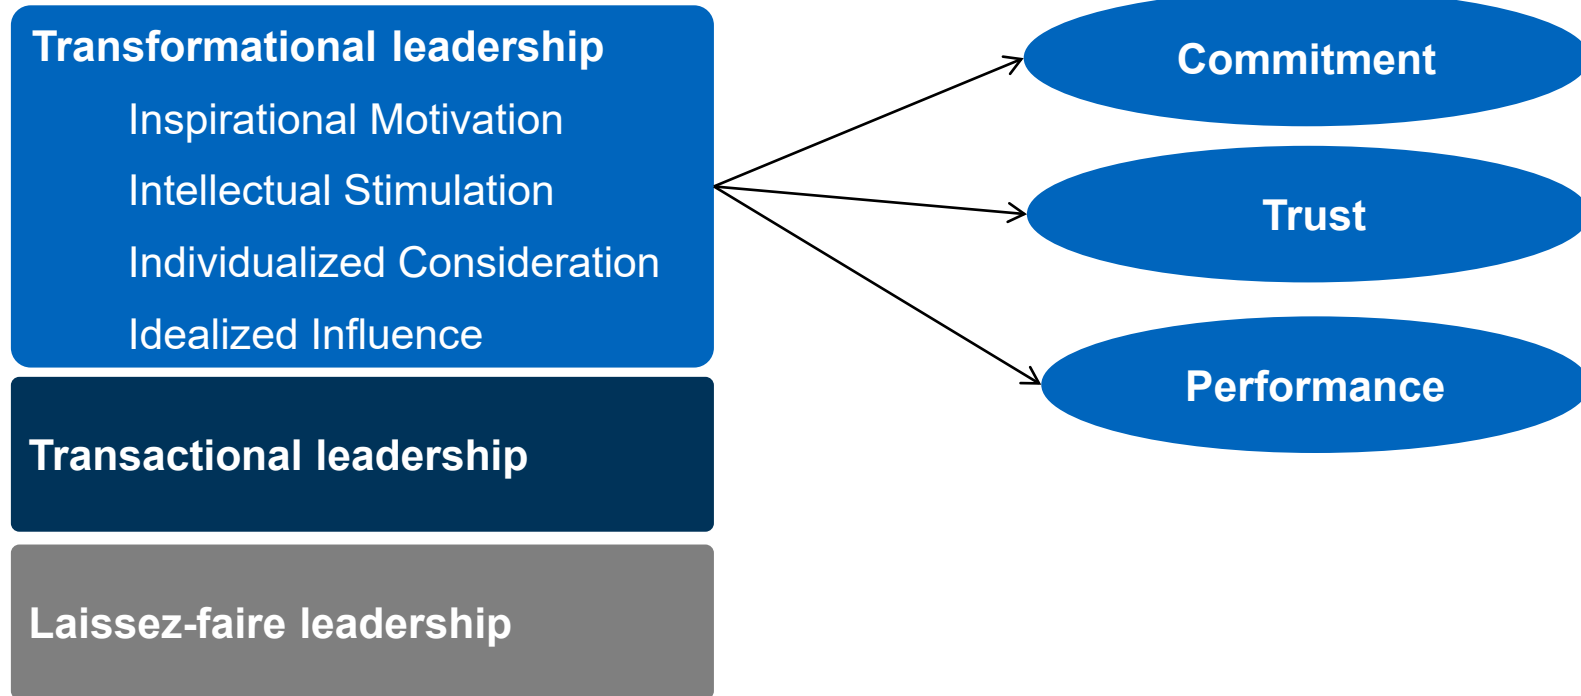 Transformational leadership
Inspirational Motivation
Intellectual Stimulation
Individualized Consideration
Idealized Influence
Transactional leadership
Laissez-faire leadership
Commitment
Trust
Performance